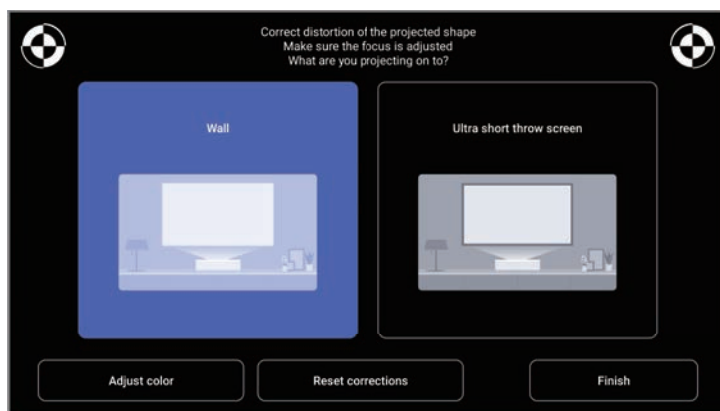 Correct distortion of the projected shape
Make sure the focus is adjusted
What are you projecting on to?
Wall
Ultra short throw screen
Adjust color
Reset corrections
Finish